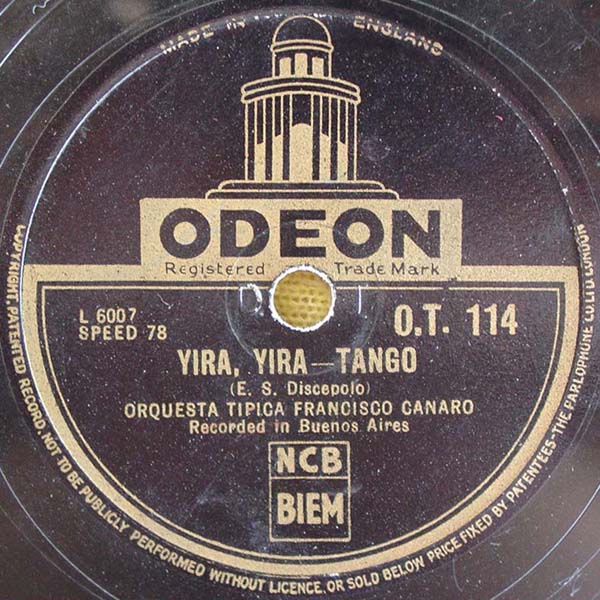 MADE IN ENGLAND
ODEON
Registered Trade Mark
L 6007
SPEED 78
O.T. 114
YIRA, YIRA—TANGO
(E. S. Discepolo)
ORQUESTA TIPICA FRANCISCO CANARO
Recorded in Buenos Aires
NCB
BIEM
COPYRIGHT. PATENTED RECORD. NOT TO BE PUBLICLY PERFORMED WITHOUT LICENCE, OR SOLD BELOW PRICE FIXED BY PATENTEES-THE PARLOPHONE CO. LTD. LONDON